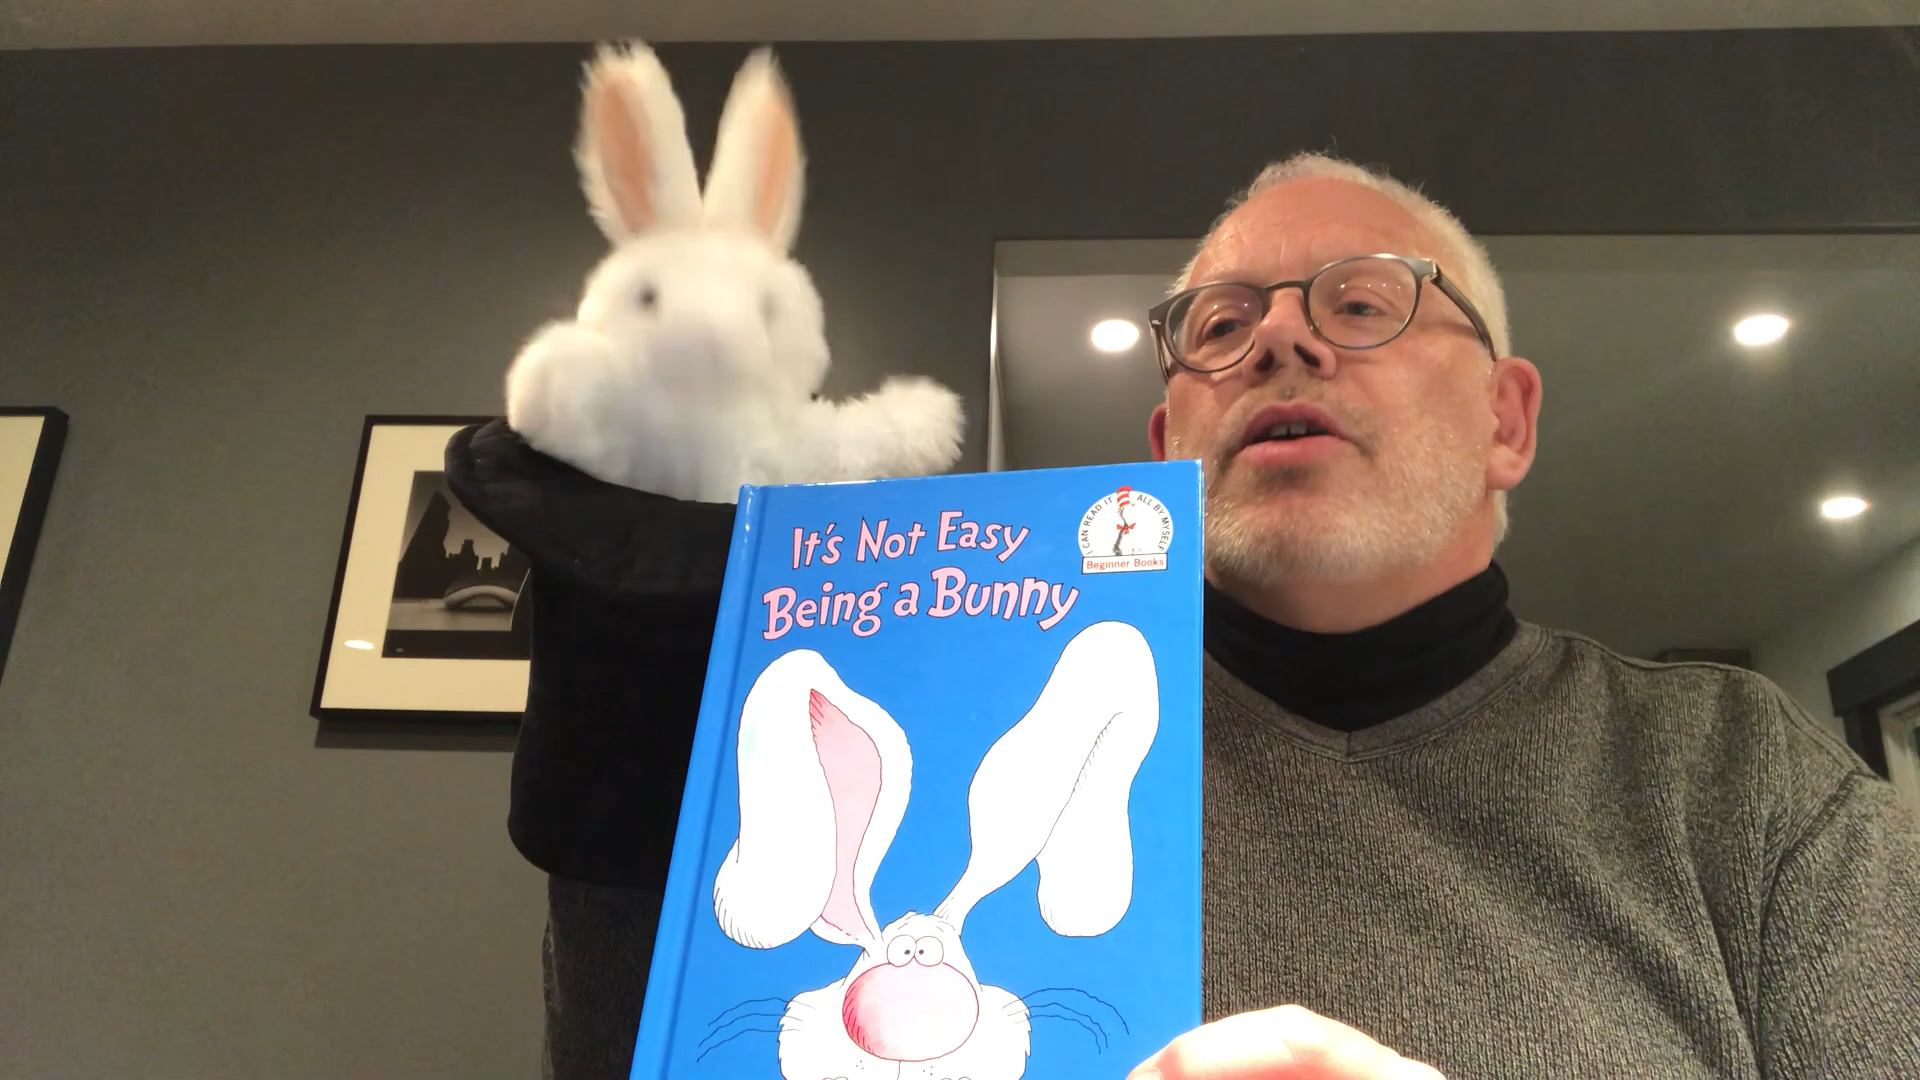 It's Not Easy
Being a Bunny
I CAN READ IT ALL BY MYSELF
Beginner Books